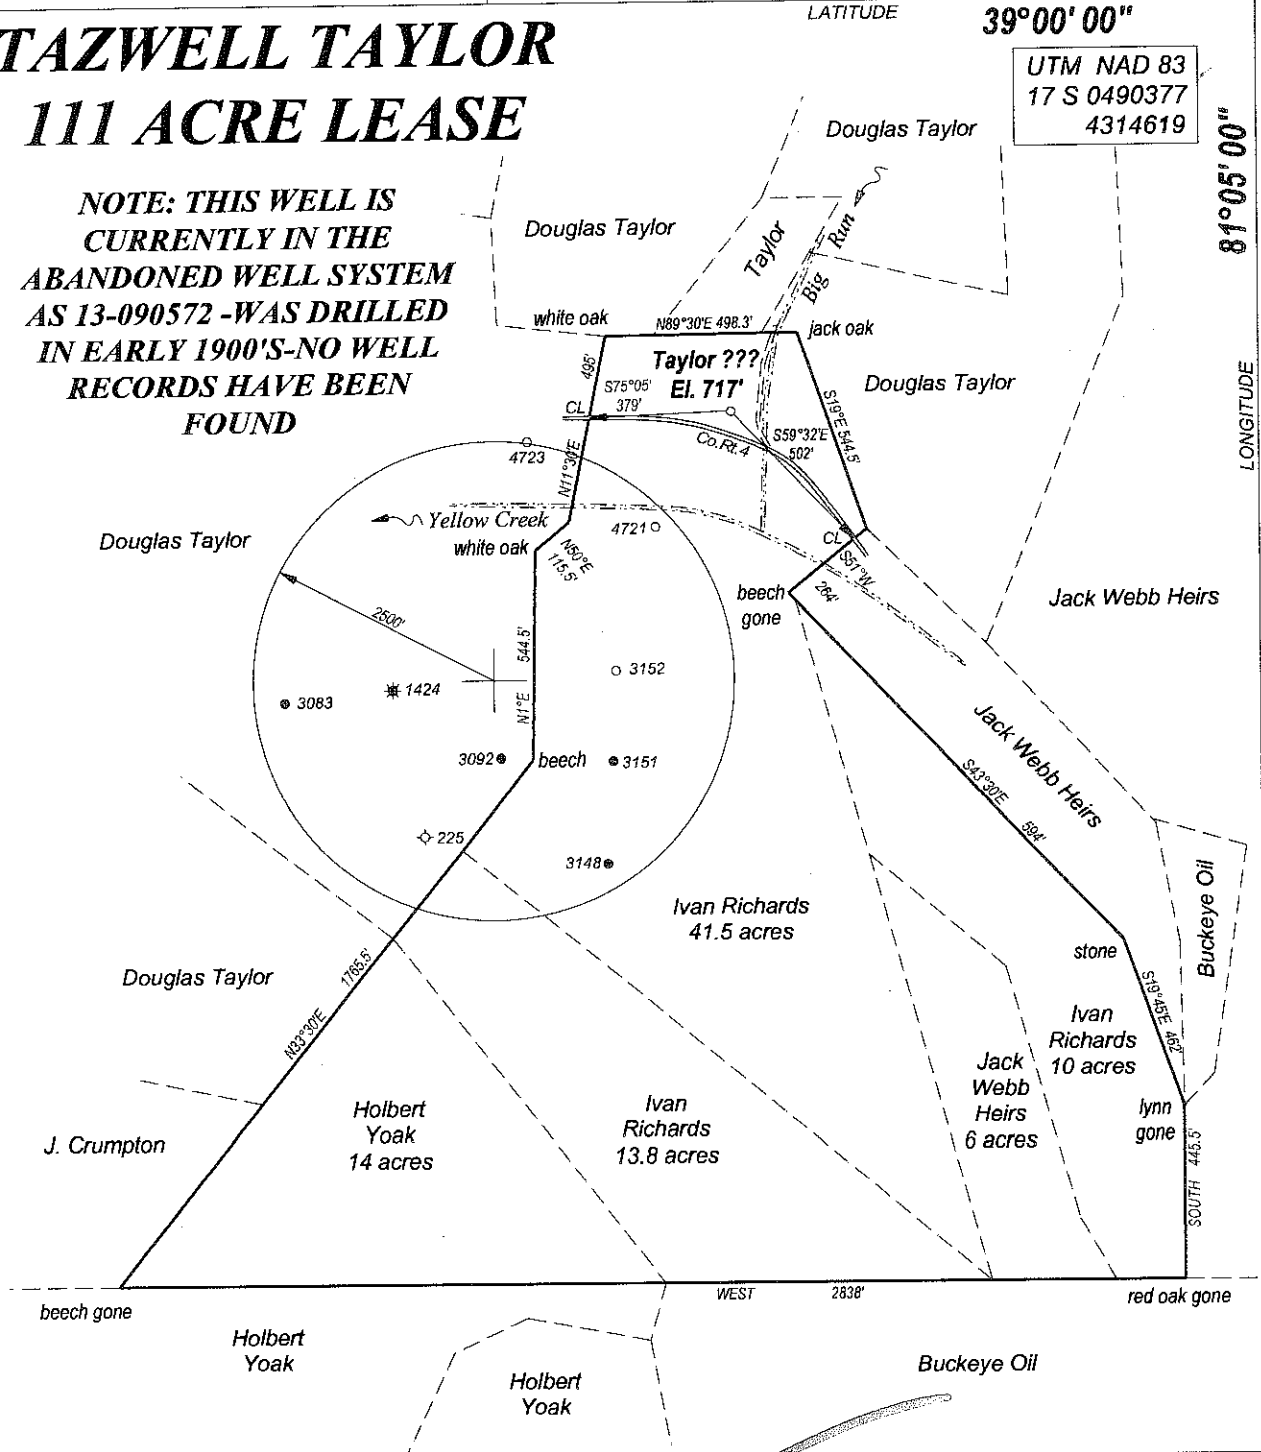 LATITUDE
39°00' 00"
TAZWELL TAYLOR
111 ACRE LEASE
UTM NAD 83
17 S 0490377
4314619
81°05' 00"
LONGITUDE
NOTE: THIS WELL IS
CURRENTLY IN THE
ABANDONED WELL SYSTEM
AS 13-090572 -WAS DRILLED
IN EARLY 1900'S-NO WELL
RECORDS HAVE BEEN
FOUND
Douglas Taylor
Douglas Taylor
Taylor
Big Run
white oak
N89°30'E 498.3'
jack oak
Taylor ???
El. 717'
Douglas Taylor
495'
S75°05'
379'
CL
S19°E 544.5'
Co.Rt.4
S59°32'E
502'
4723
N11°30'E
Yellow Creek
4721
Douglas Taylor
white oak
N50°E
115.5'
CL
S51°W
264'
beech
gone
Jack Webb Heirs
2500'
544.5'
N1°E
3152
1424
3083
3092
beech
3151
Jack Webb Heirs
S43°30'E
594'
225
3148
Ivan Richards
41.5 acres
Buckeye Oil
stone
Douglas Taylor
1765.5'
N33°30'E
S19°45'E 462'
Ivan
Richards
10 acres
Jack
Webb
Heirs
6 acres
Holbert
Yoak
14 acres
Ivan
Richards
13.8 acres
J. Crumpton
lynn
gone
SOUTH 445.5'
WEST 2838'
beech gone
red oak gone
Holbert
Yoak
Holbert
Yoak
Buckeye Oil